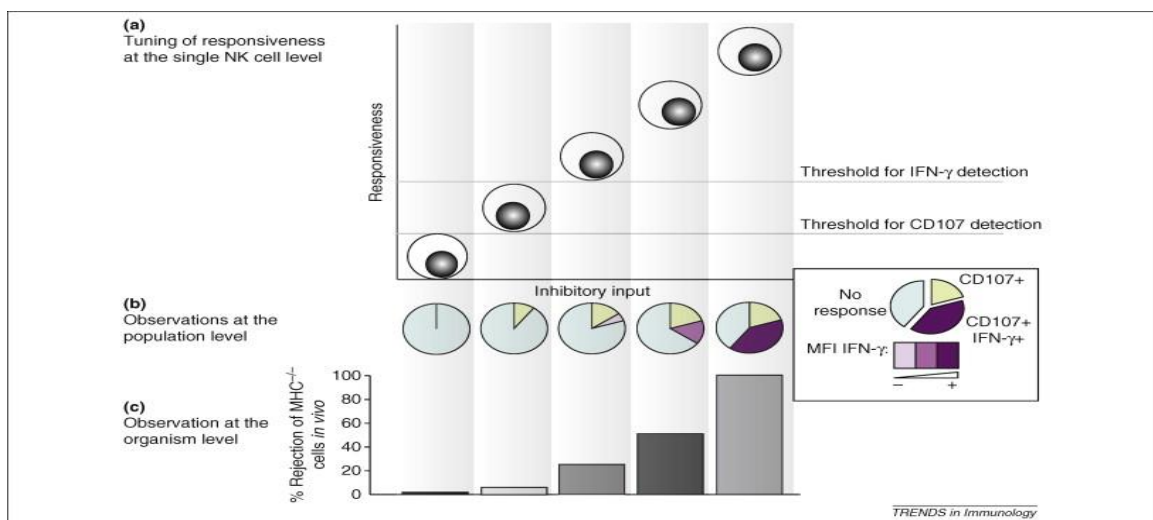 (a)
Tuning of responsiveness
at the single NK cell level
Responsiveness
Threshold for IFN-γ detection
Threshold for CD107 detection
Inhibitory input
(b)
Observations at the
population level
No
response
CD107+
CD107+
IFN-γ+
MFI IFN-γ:
− +
(c)
Observation at the
organism level
% Rejection of MHC−/−
cells in vivo
100
80
60
40
20
0
TRENDS in Immunology